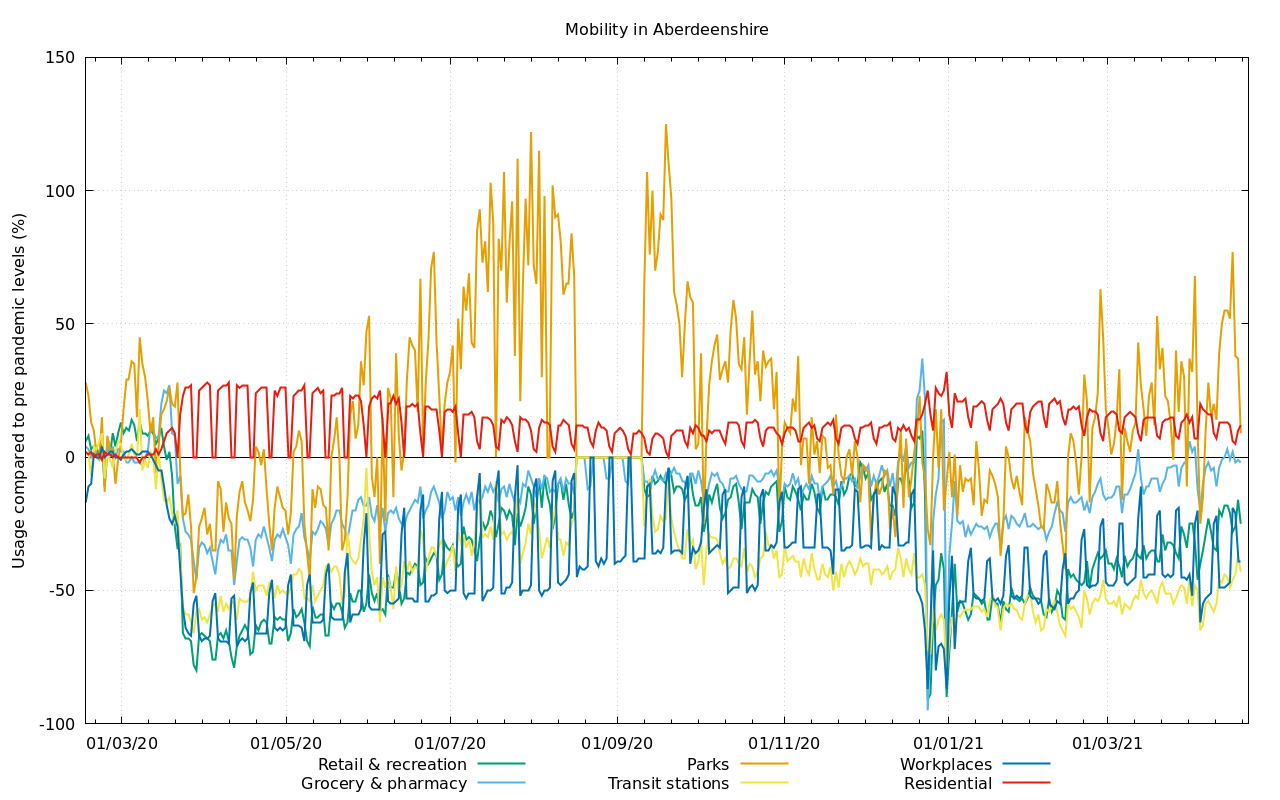 Mobility in Aberdeenshire
Usage compared to pre pandemic levels (%)
150
100
50
0
-50
-100
01/03/20 01/05/20 01/07/20 01/09/20 01/11/20 01/01/21 01/03/21
Retail & recreation Parks Workplaces
Grocery & pharmacy Transit stations Residential